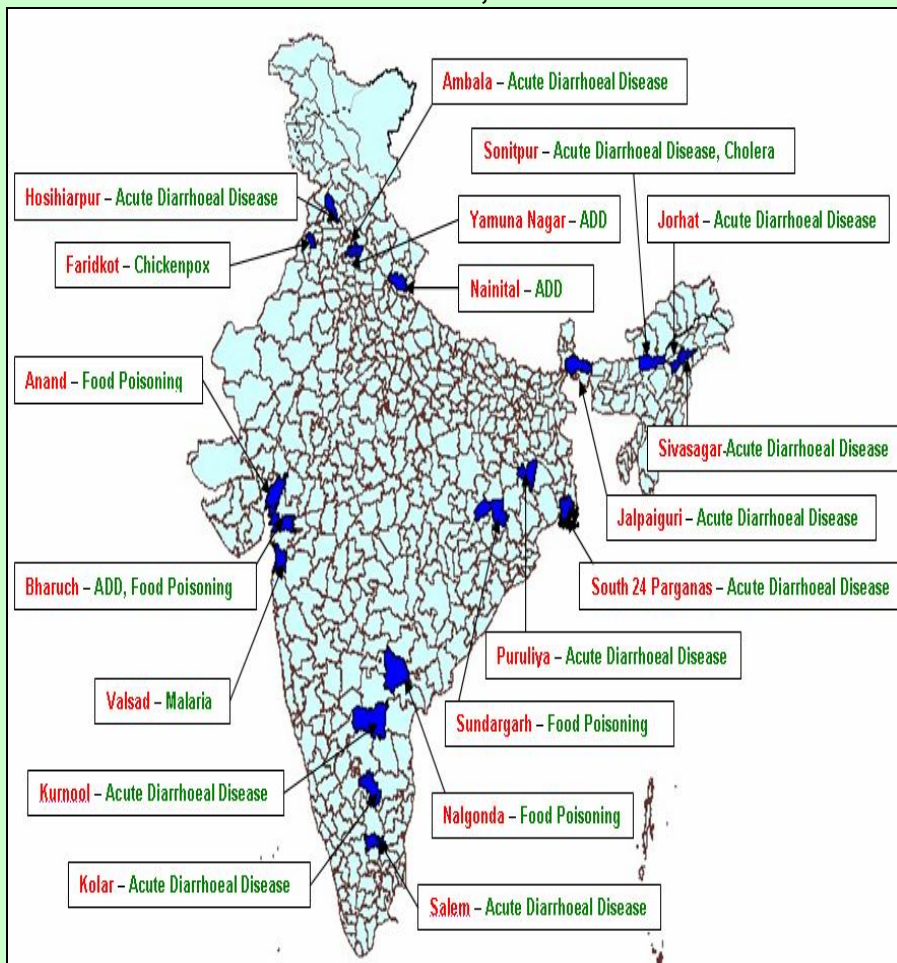 Ambala – Acute Diarrhoeal Disease
Sonitpur – Acute Diarrhoeal Disease, Cholera
Hosihiarpur – Acute Diarrhoeal Disease
Yamuna Nagar – ADD
Jorhat – Acute Diarrhoeal Disease
Faridkot – Chickenpox
Nainital – ADD
Anand – Food Poisoning
Sivasagar-Acute Diarrhoeal Disease
Jalpaiguri – Acute Diarrhoeal Disease
Bharuch – ADD, Food Poisoning
South 24 Parganas – Acute Diarrhoeal Disease
Puruliya – Acute Diarrhoeal Disease
Valsad – Malaria
Sundargarh – Food Poisoning
Kurnool – Acute Diarrhoeal Disease
Nalgonda – Food Poisoning
Kolar – Acute Diarrhoeal Disease
Salem – Acute Diarrhoeal Disease